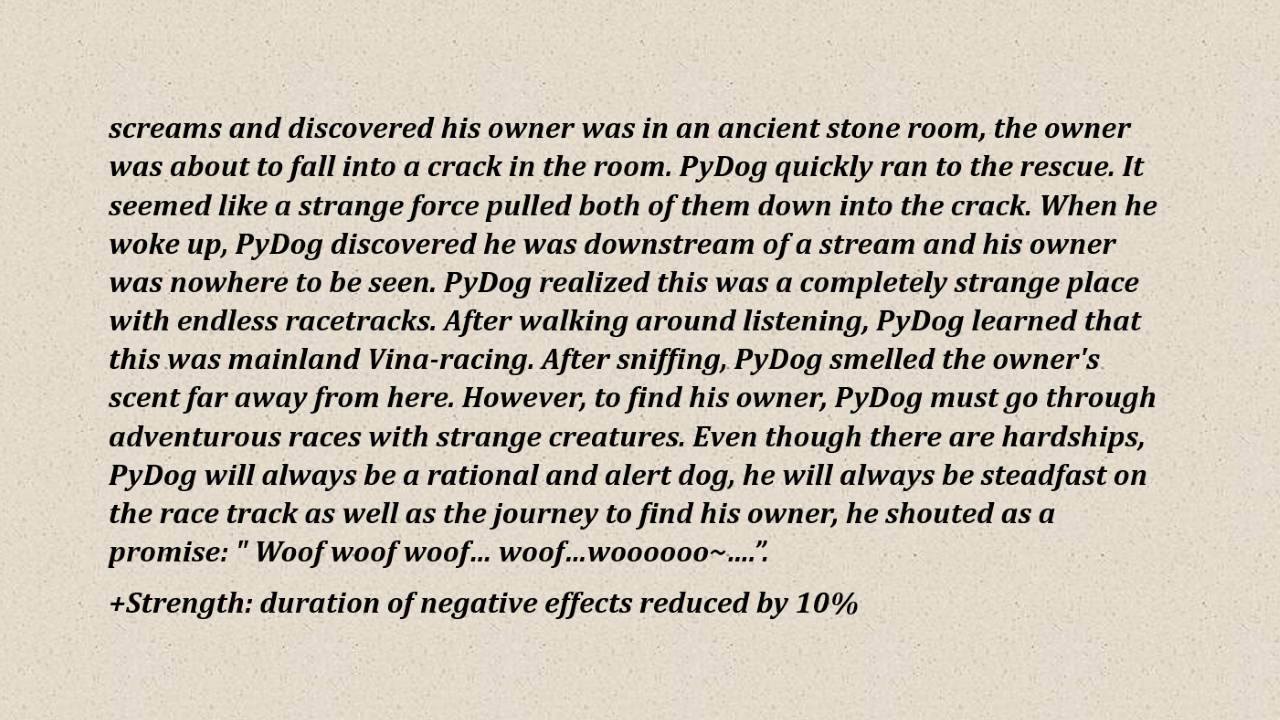 screams and discovered his owner was in an ancient stone room, the owner
was about to fall into a crack in the room. PyDog quickly ran to the rescue. It
seemed like a strange force pulled both of them down into the crack. When he
woke up, PyDog discovered he was downstream of a stream and his owner
was nowhere to be seen. PyDog realized this was a completely strange place
with endless racetracks. After walking around listening, PyDog learned that
this was mainland Vina-racing. After sniffing, PyDog smelled the owner's
scent far away from here. However, to find his owner, PyDog must go through
adventurous races with strange creatures. Even though there are hardships,
PyDog will always be a rational and alert dog, he will always be steadfast on
the race track as well as the journey to find his owner, he shouted as a
promise: " Woof woof woof... woof...woooooo~....”.
+Strength: duration of negative effects reduced by 10%